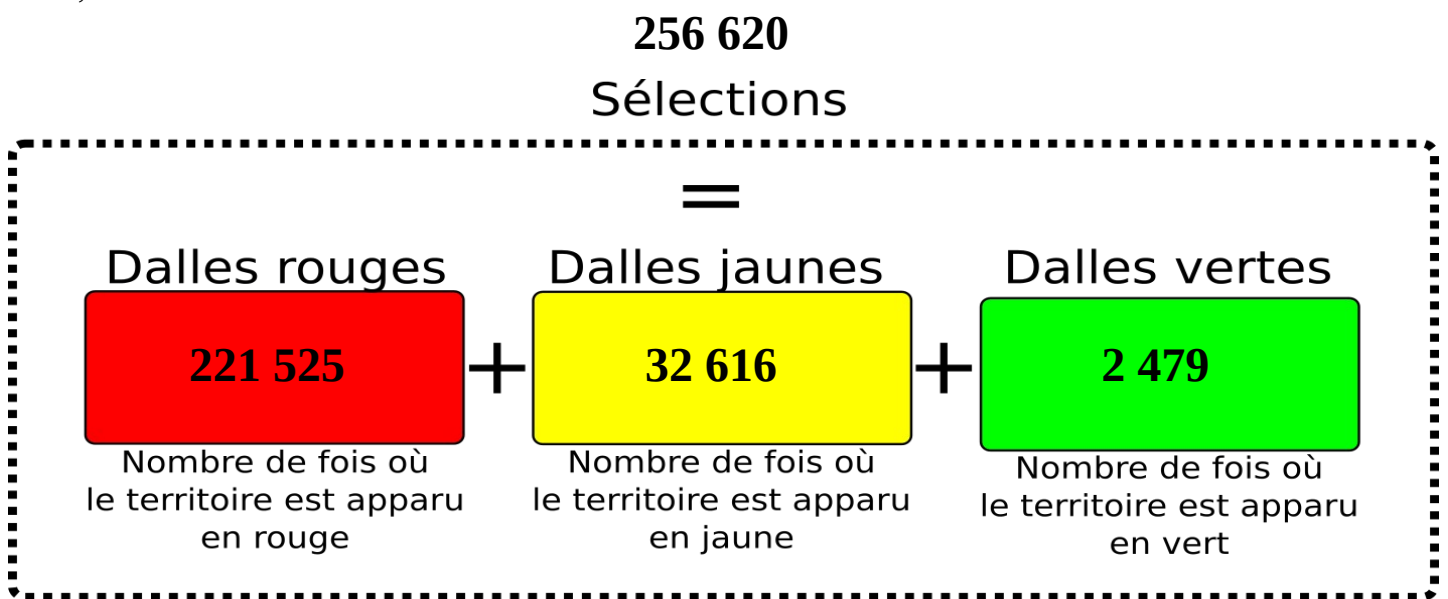 256 620
Sélections
=
Dalles rouges Dalles jaunes Dalles vertes
221 525 + 32 616 + 2 479
Nombre de fois où
le territoire est apparu
en rouge
Nombre de fois où
le territoire est apparu
en jaune
Nombre de fois où
le territoire est apparu
en vert